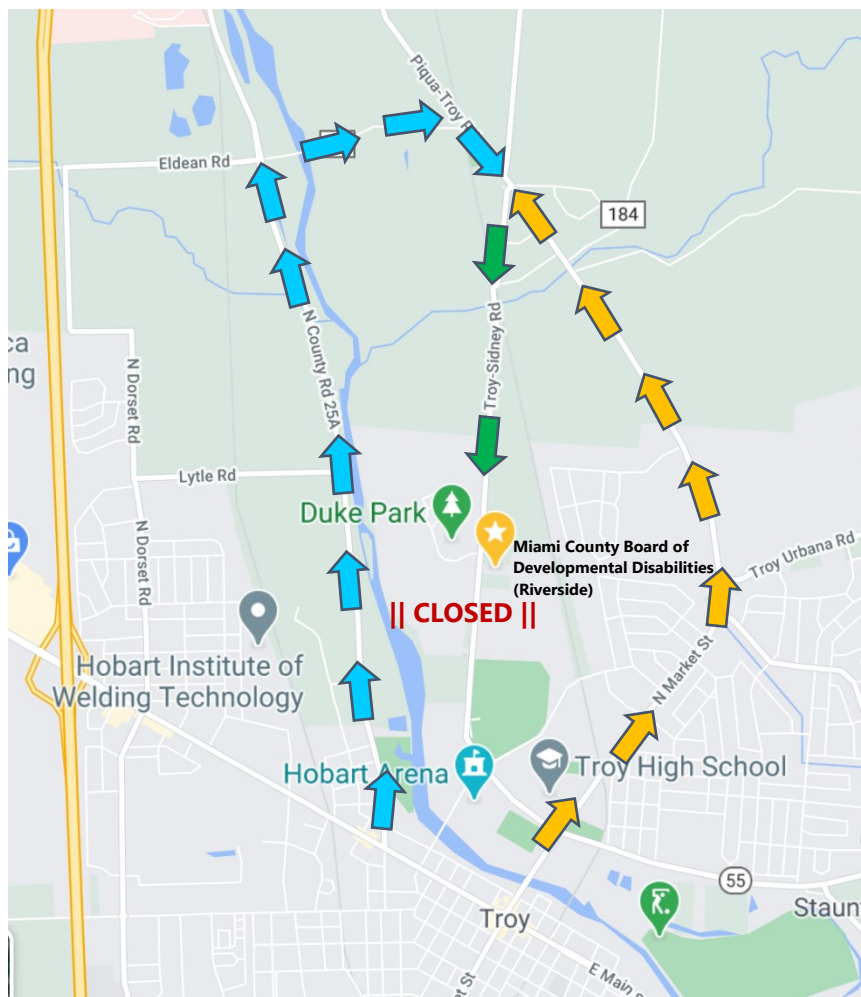 Piqua-Troy R
Eldean Rd
184
ca
ng
N Dorset Rd
N County Rd 25A
Troy-Sidney Rd
Lytle Rd
Duke Park
Miami County Board of
Developmental Disabilities
(Riverside)
Troy Urbana Rd
N Dorset Rd
|| CLOSED ||
Hobart Institute of
Welding Technology
N Market St
Hobart Arena
Troy High School
55
Troy
Staun
E Main
et St